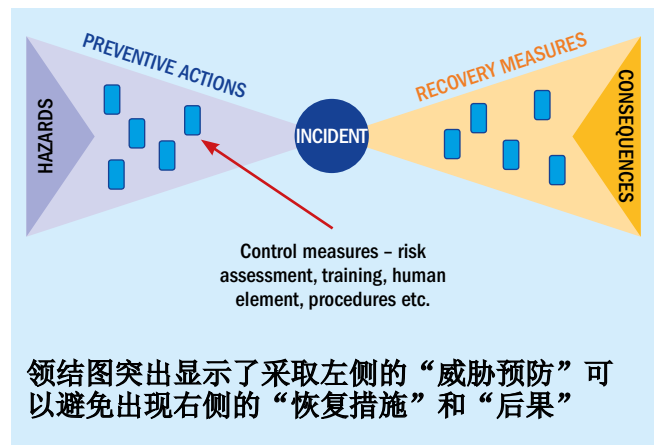 PREVENTIVE ACTIONS
RECOVERY MEASURES
HAZARDS
INCIDENT
CONSEQUENCES
Control measures – risk
assessment, training, human
element, procedures etc.
领结图突出显示了采取左侧的“威胁预防”可
以避免出现右侧的“恢复措施”和“后果”